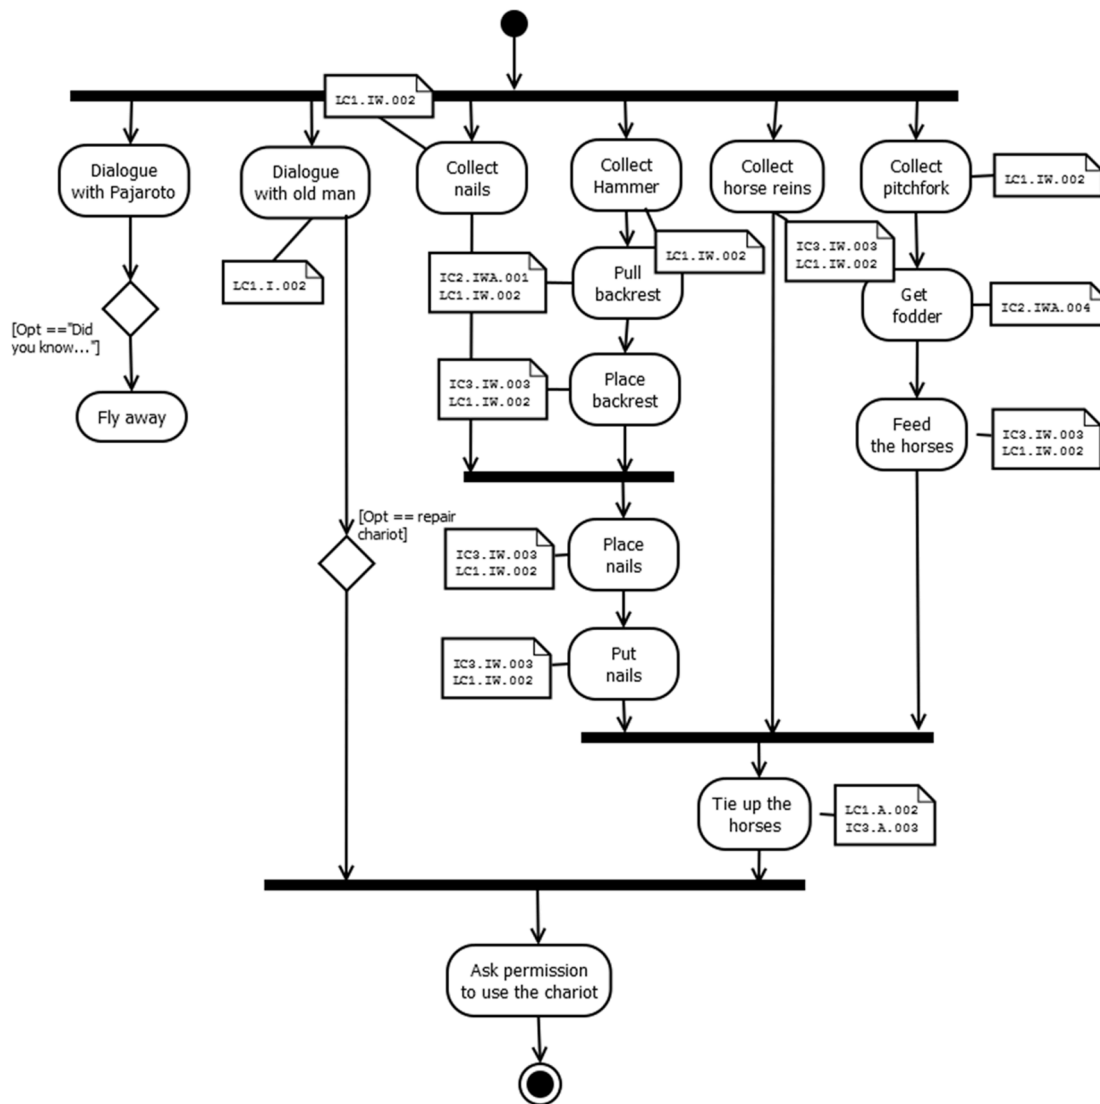 LC1.IW.002
Dialogue
with Pajaroto
Dialogue
with old man
Collect
nails
Collect
Hammer
Collect
horse reins
Collect
pitchfork
LC1.IW.002
LC1.I.002
IC2.IWA.001
LC1.IW.002
Pull
backrest
LC1.IW.002
IC3.IW.003
LC1.IW.002
Get
fodder
IC2.IWA.004
[Opt =="Did
you know..."]
Fly away
IC3.IW.003
LC1.IW.002
Place
backrest
Feed
the horses
IC3.IW.003
LC1.IW.002
[Opt == repair
chariot]
IC3.IW.003
LC1.IW.002
Place
nails
IC3.IW.003
LC1.IW.002
Put
nails
Tie up the
horses
LC1.A.002
IC3.A.003
Ask permission
to use the chariot